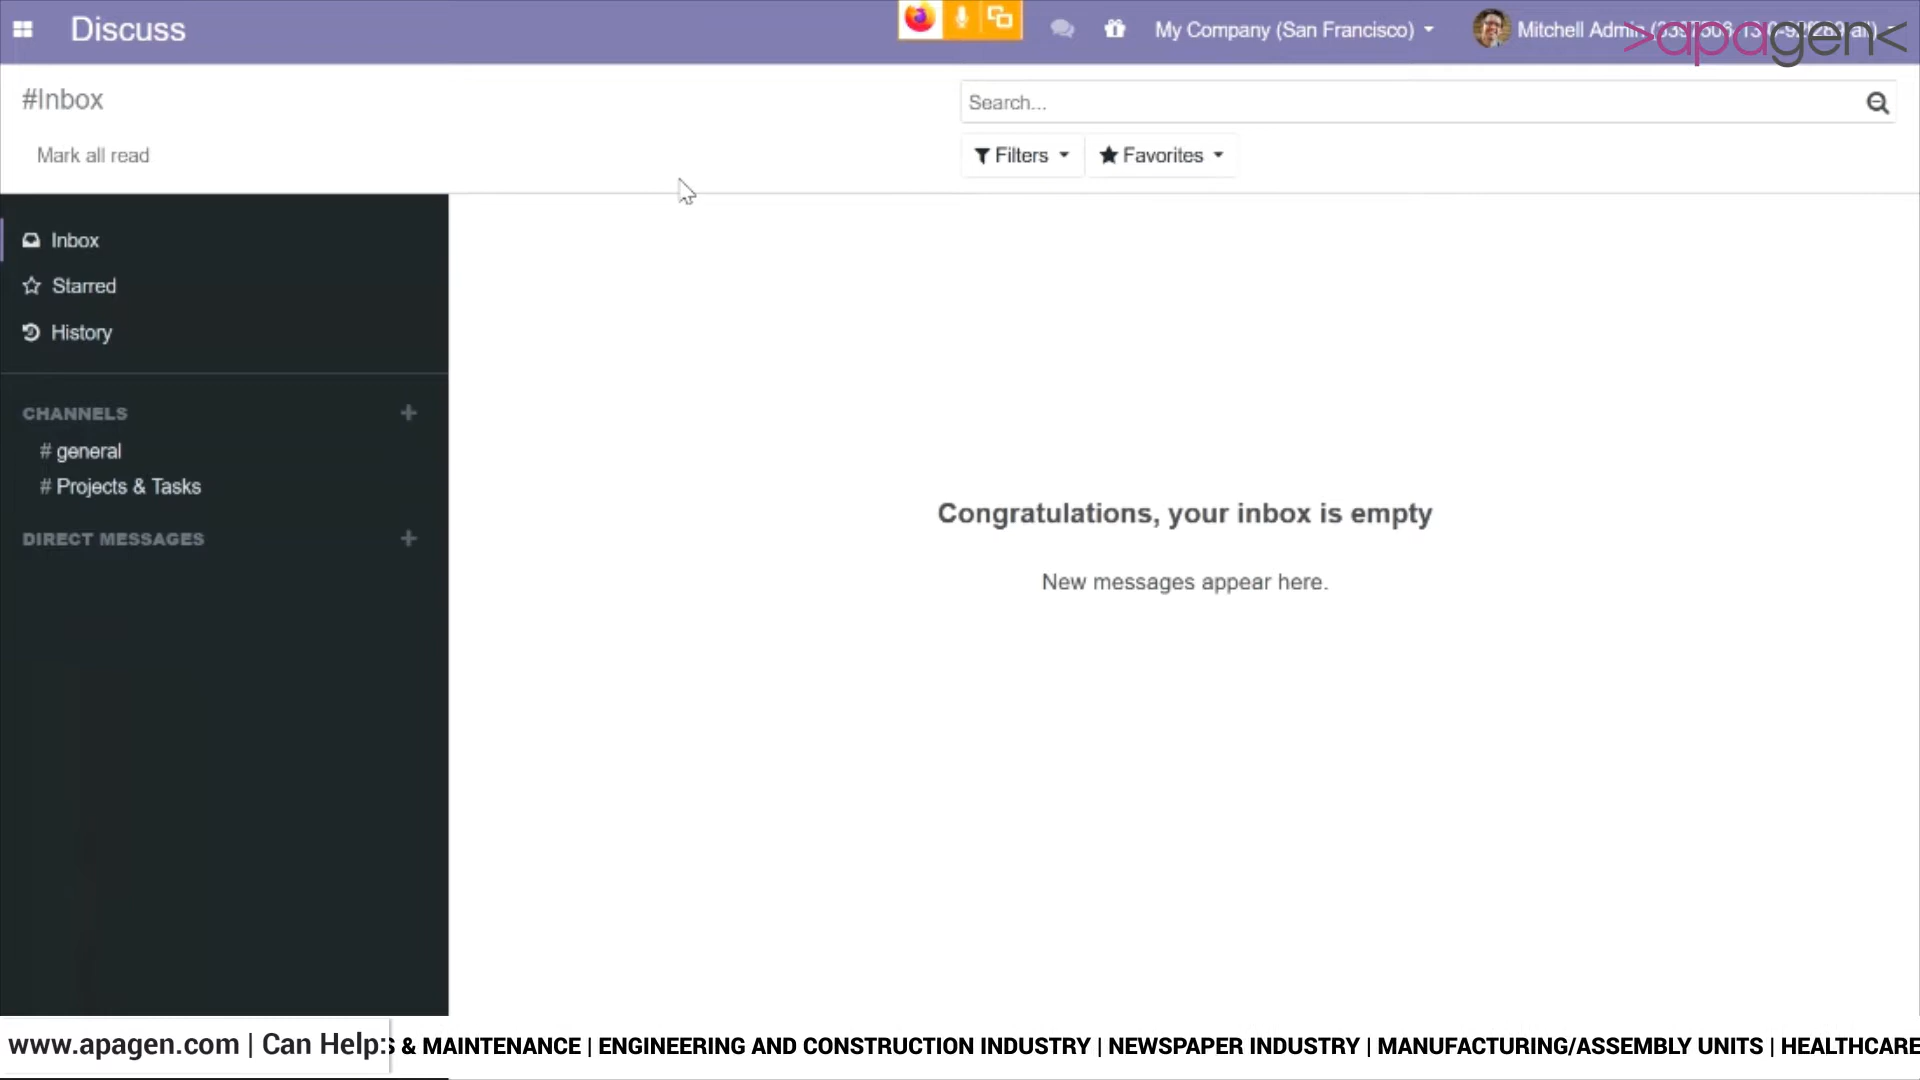 Discuss
My Company (San Francisco)
Mitchell Admin
>apagen<
#Inbox
Search...
Mark all read
Filters
Favorites
Inbox
Starred
History
CHANNELS
# general
# Projects & Tasks
DIRECT MESSAGES
Congratulations, your inbox is empty
New messages appear here.
www.apagen.com | Can Help: & MAINTENANCE | ENGINEERING AND CONSTRUCTION INDUSTRY | NEWSPAPER INDUSTRY | MANUFACTURING/ASSEMBLY UNITS | HEALTHCARE